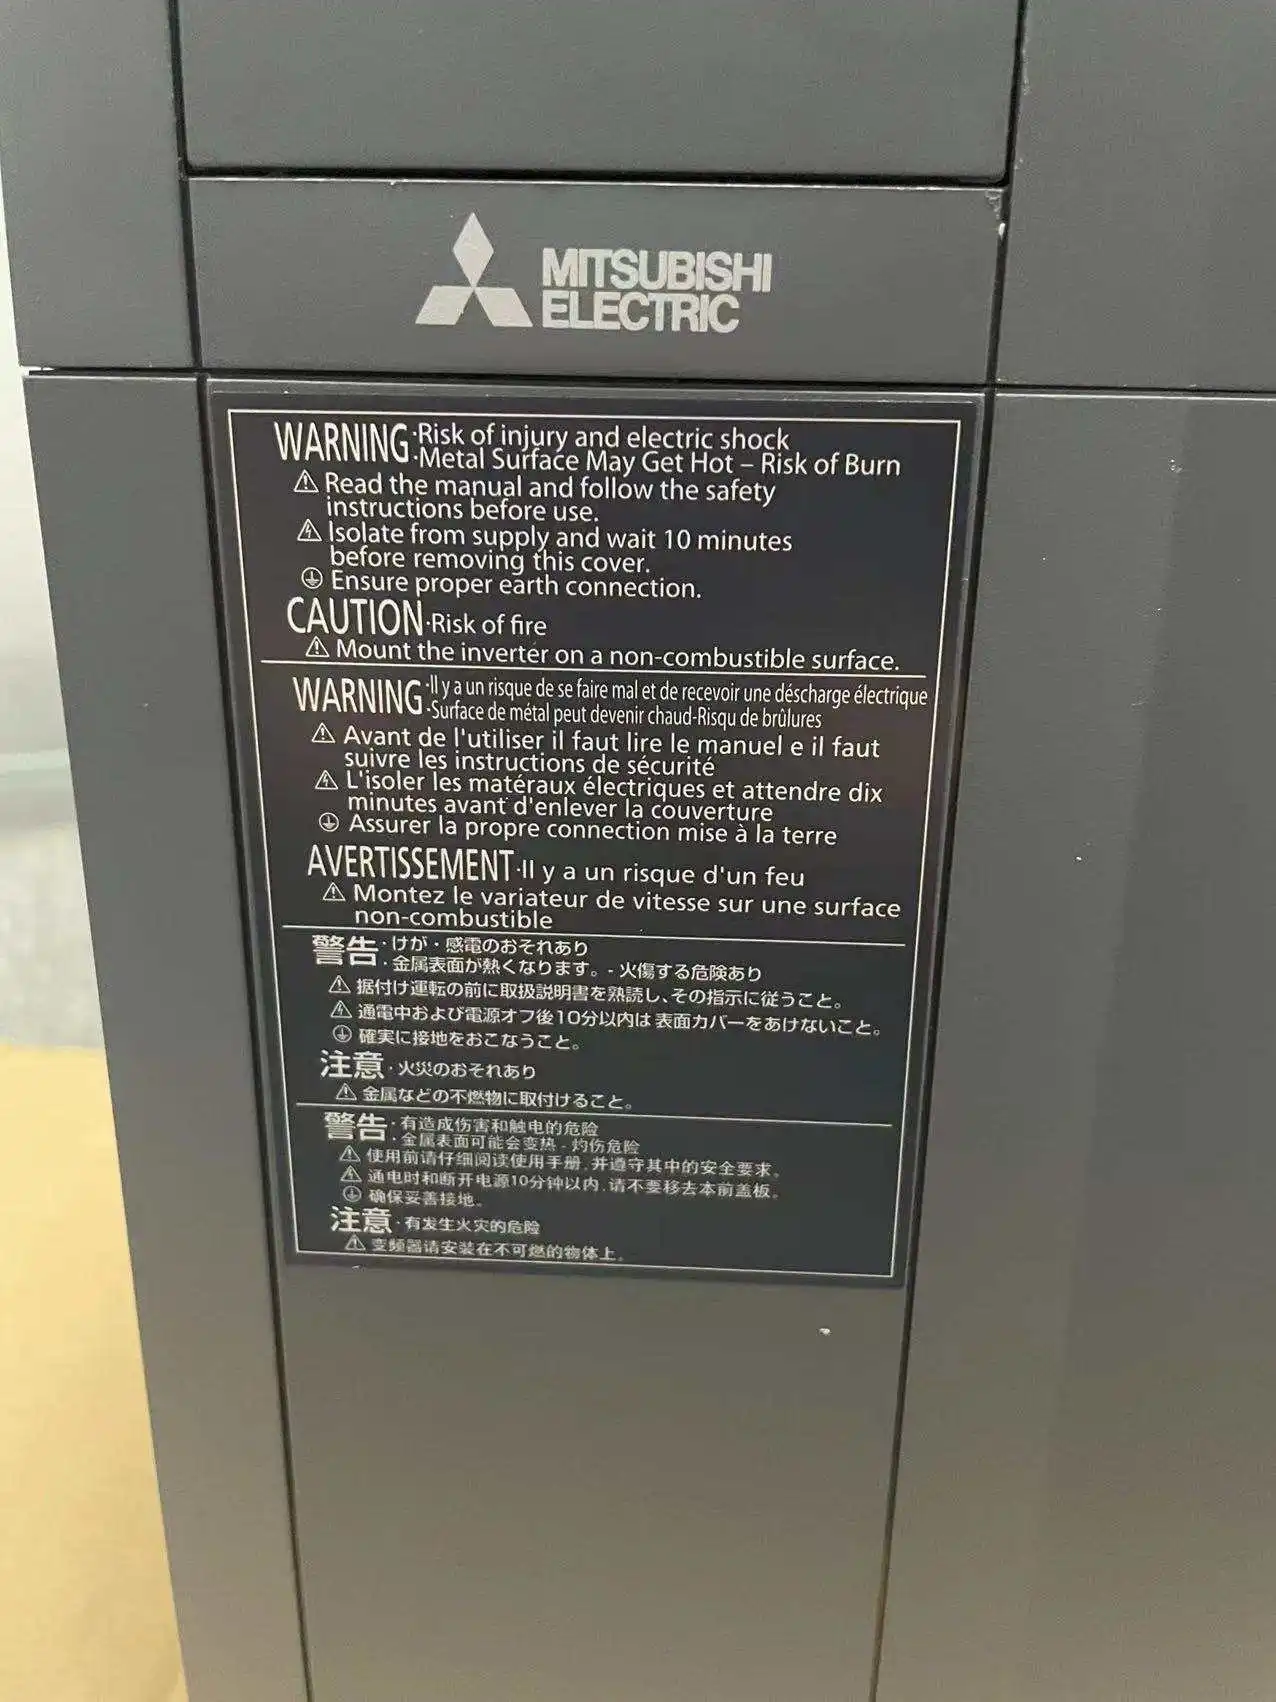 MITSUBISHI
ELECTRIC
WARNING ·Risk of injury and electric shock
·Metal Surface May Get Hot – Risk of Burn
Read the manual and follow the safety
instructions before use.
Isolate from supply and wait 10 minutes
before removing this cover.
Ensure proper earth connection.
CAUTION ·Risk of fire
Mount the inverter on a non-combustible surface.
WARNING ·Il y a un risque de se faire mal et de recevoir une déscharge électrique
·Surface de métal peut devenir chaud-Risqu de brûlures
Avant de l'utiliser il faut lire le manuel e il faut
suivre les instructions de sécurité
L'isoler les matéraux électriques et attendre dix
minutes avant d'enlever la couverture
Assurer la propre connection mise à la terre
AVERTISSEMENT ·Il y a un risque d'un feu
Montez le variateur de vitesse sur une surface
non-combustible
警告 ・けが・感電のおそれあり
・金属表面が熱くなります。- 火傷する危険あり
据付け運転の前に取扱説明書を熟読し、その指示に従うこと。
通電中および電源オフ後10分以内は 表面カバーをあけないこと。
確実に接地をおこなうこと。
注意 ・火災のおそれあり
金属などの不燃物に取付けること。
警告 ·有造成伤害和触电的危险
·金属表面可能会变热 - 灼伤危险
使用前请仔细阅读使用手册,并遵守其中的安全要求。
通电时和断开电源10分钟以内,请不要移去本前盖板。
确保妥善接地。
注意 ·有发生火灾的危险
变频器请安装在不可燃的物体上。